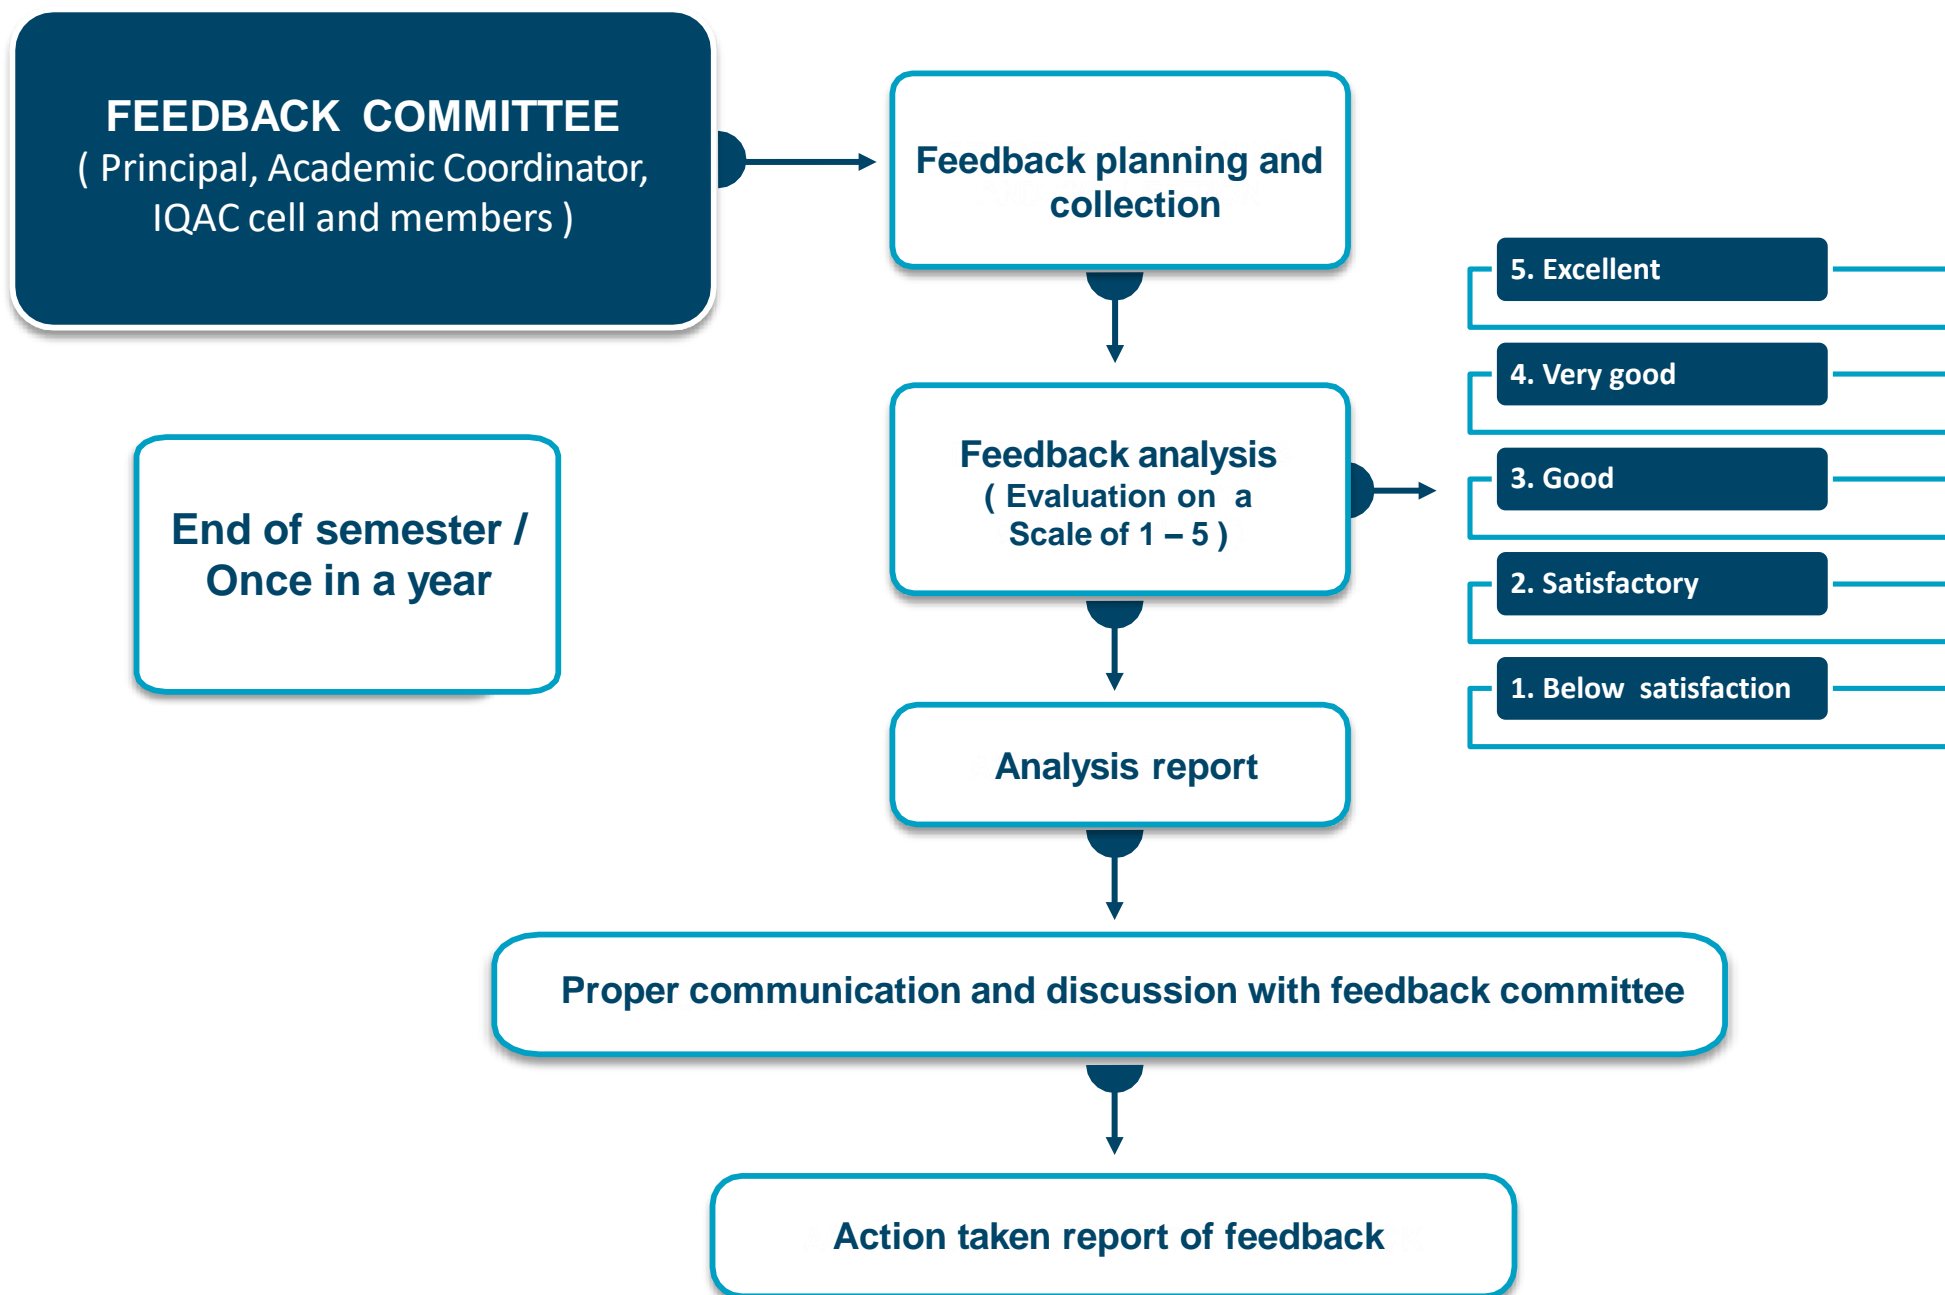 FEEDBACK COMMITTEE
( Principal, Academic Coordinator,
IQAC cell and members )
Feedback planning and
collection
5. Excellent
4. Very good
3. Good
2. Satisfactory
1. Below satisfaction
Feedback analysis
( Evaluation on a
Scale of 1 – 5 )
End of semester /
Once in a year
Analysis report
Proper communication and discussion with feedback committee
Action taken report of feedback